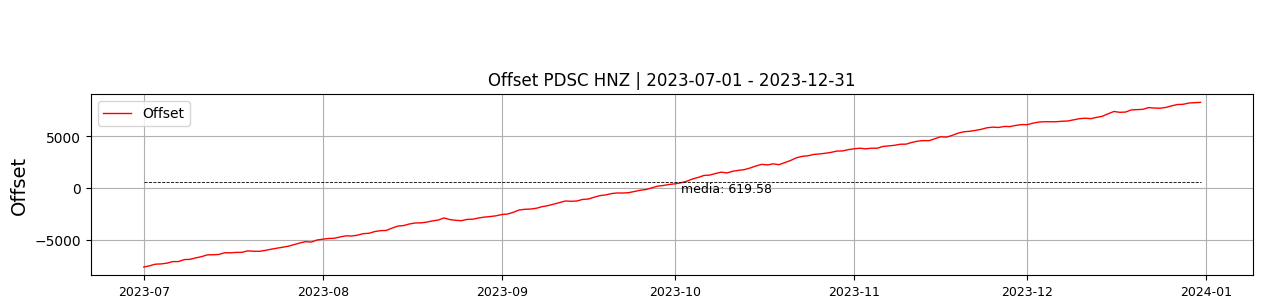 Offset PDSC HNZ | 2023-07-01 - 2023-12-31
Offset
5000
0
−5000
Offset
media: 619.58
2023-07
2023-08
2023-09
2023-10
2023-11
2023-12
2024-01